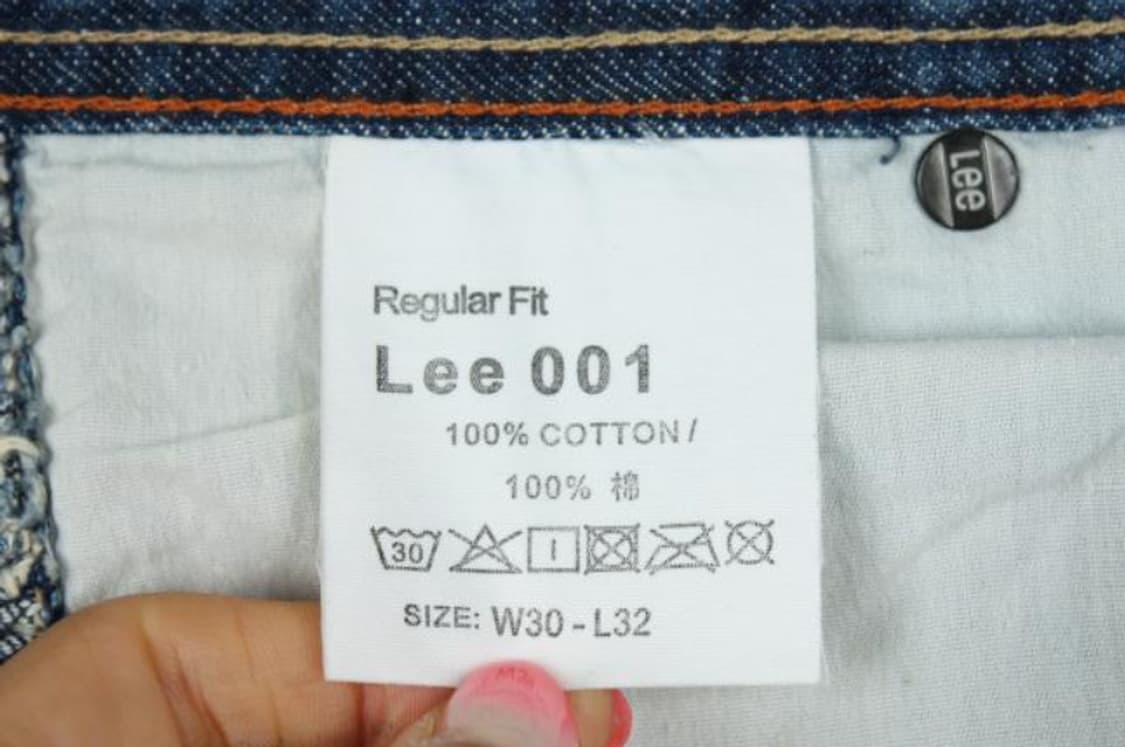 Lee
Regular Fit
Lee 001
100% COTTON /
100% 棉
30
SIZE: W30 - L32